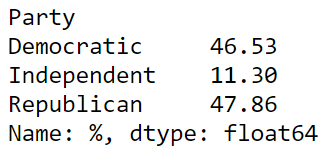 Party
Democratic     46.53
Independent    11.30
Republican     47.86
Name: %, dtype: float64